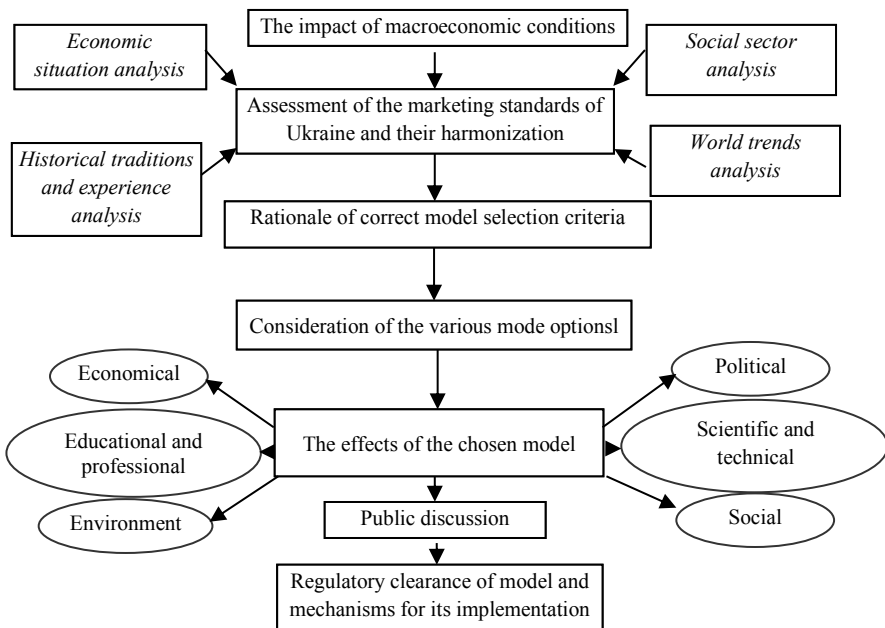 The impact of macroeconomic conditions
Economic
situation analysis
Social sector
analysis
Assessment of the marketing standards of
Ukraine and their harmonization
Historical traditions
and experience
analysis
World trends
analysis
Rationale of correct model selection criteria
Consideration of the various mode optionsl
Economical
Political
Educational and
professional
The effects of the chosen model
Scientific and
technical
Environment
Public discussion
Social
Regulatory clearance of model and
mechanisms for its implementation